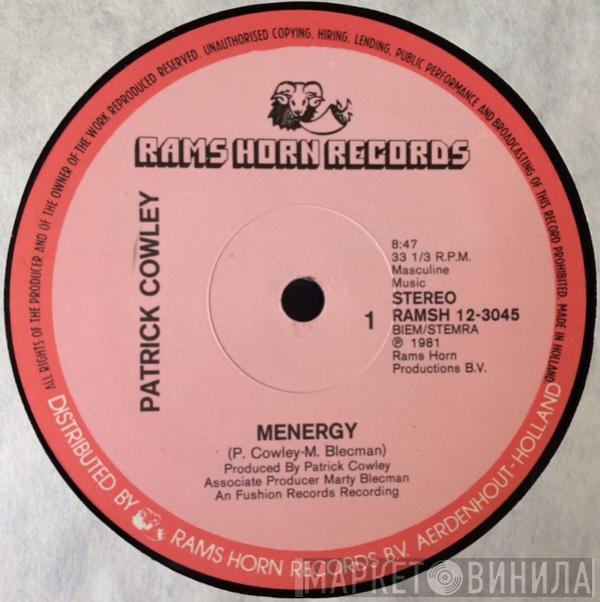 ALL RIGHTS OF THE PRODUCER AND OF THE OWNER OF THE WORK REPRODUCED RESERVED. UNAUTHORISED COPYING, HIRING, LENDING, PUBLIC PERFORMANCE AND BROADCASTING OF THIS RECORD PROHIBITED. MADE IN HOLLAND
RAMS HORN RECORDS
PATRICK COWLEY
8:47
33 1/3 R.P.M.
Masculine
Music
STEREO
RAMSH 12-3045
BIEM/STEMRA
℗ 1981
Rams Horn
Productions B.V.
1
MENERGY
(P. Cowley-M. Blecman)
Produced By Patrick Cowley
Associate Producer Marty Blecman
An Fushion Records Recording
DISTRIBUTED BY RAMS HORN RECORDS B.V. AERDENHOUT-HOLLAND
МАРКЕТ ВИНИЛА